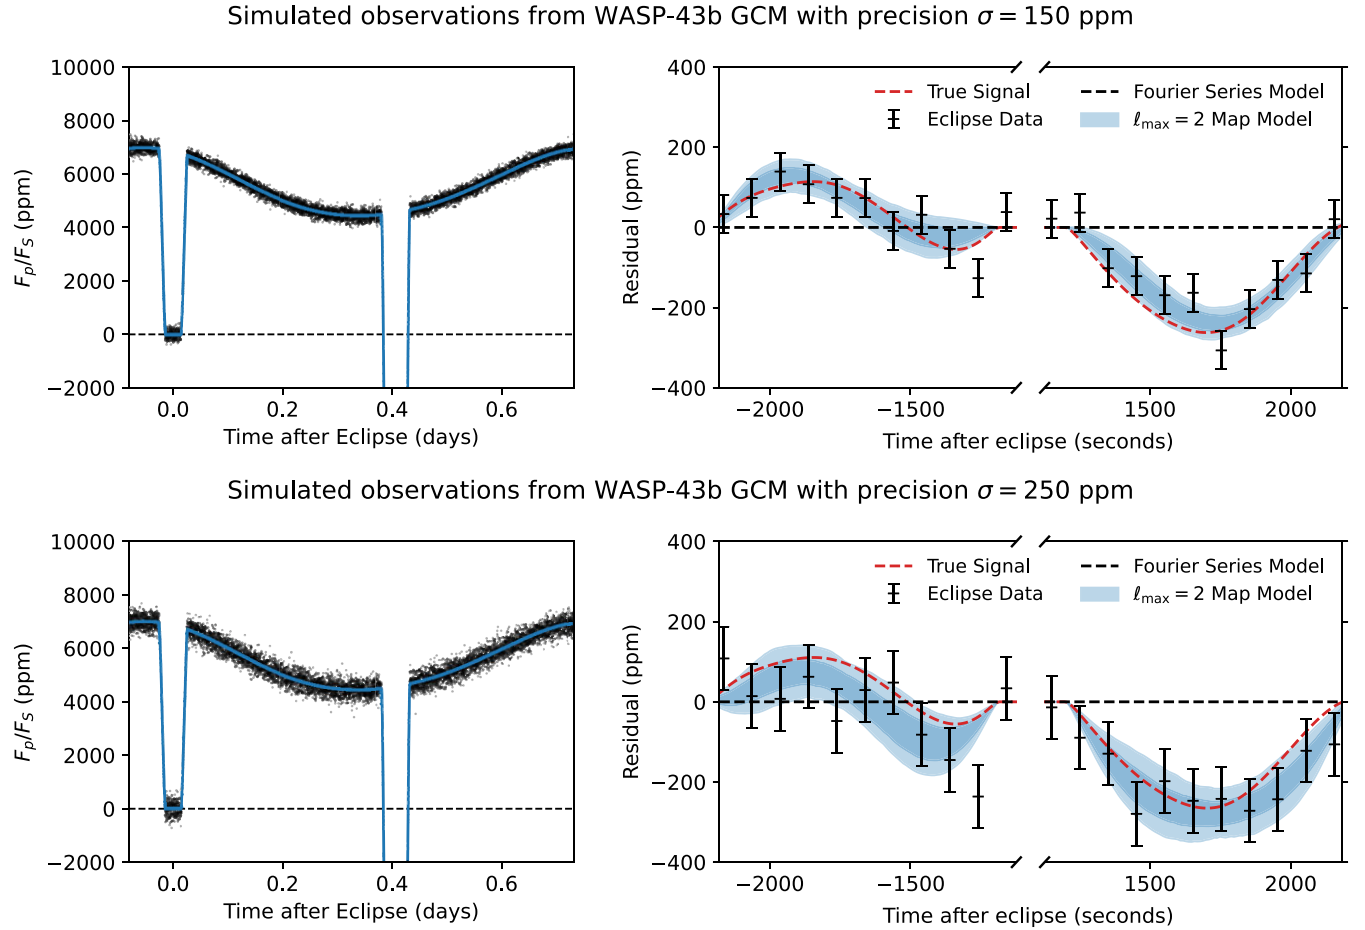 Simulated observations from WASP-43b GCM with precision σ = 150 ppm
10000
8000
6000
4000
2000
0
−2000
F_p/F_S (ppm)
0.0 0.2 0.4 0.6
Time after Eclipse (days)
400
200
0
−200
−400
Residual (ppm)
True Signal
Eclipse Data
Fourier Series Model
ℓmax = 2 Map Model
−2000 −1500 1500 2000
Time after eclipse (seconds)
Simulated observations from WASP-43b GCM with precision σ = 250 ppm
10000
8000
6000
4000
2000
0
−2000
F_p/F_S (ppm)
0.0 0.2 0.4 0.6
Time after Eclipse (days)
400
200
0
−200
−400
Residual (ppm)
True Signal
Eclipse Data
Fourier Series Model
ℓmax = 2 Map Model
−2000 −1500 1500 2000
Time after eclipse (seconds)